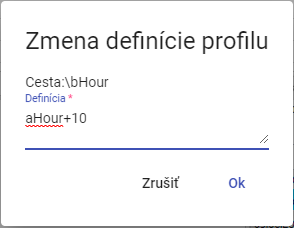 Zmena definície profilu
Cesta:\bHour
Definícia *
aHour+10
Zrušiť
Ok